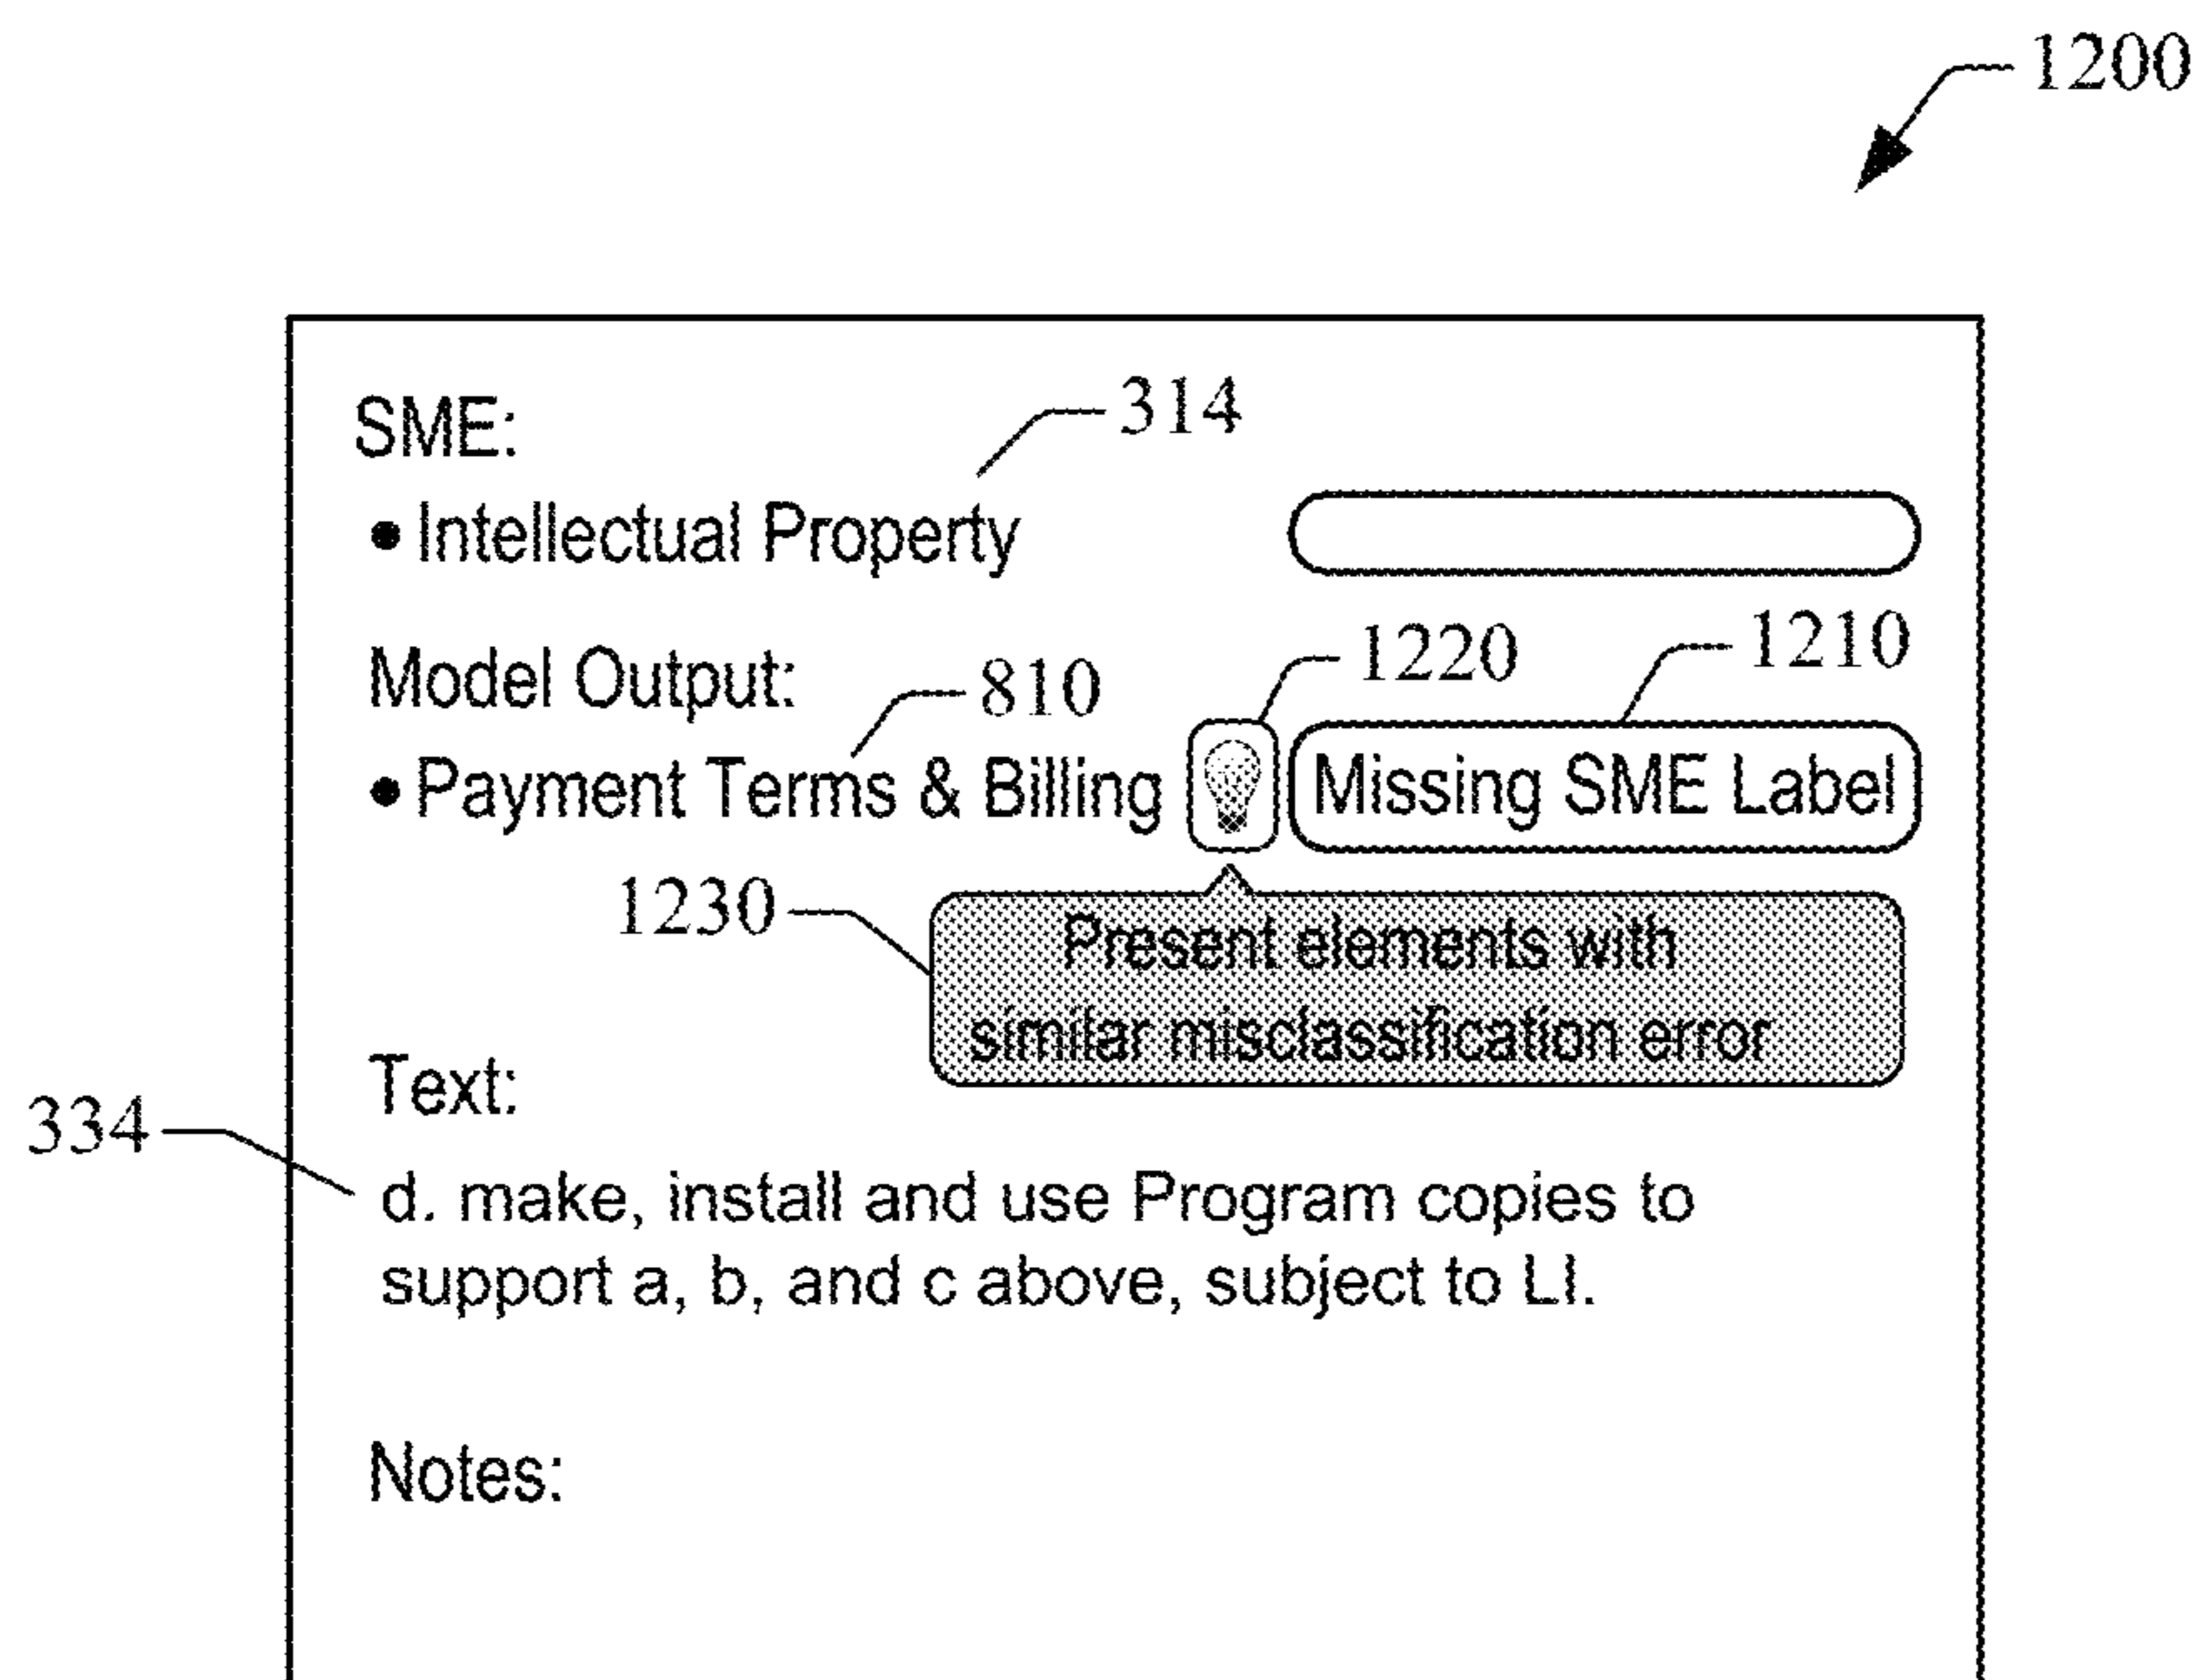 1200
SME:
314
• Intellectual Property
Model Output:
810
1220
1210
• Payment Terms & Billing
Missing SME Label
1230
Present elements with
similar misclassification error
Text:
334
d. make, install and use Program copies to
support a, b, and c above, subject to LI.
Notes: